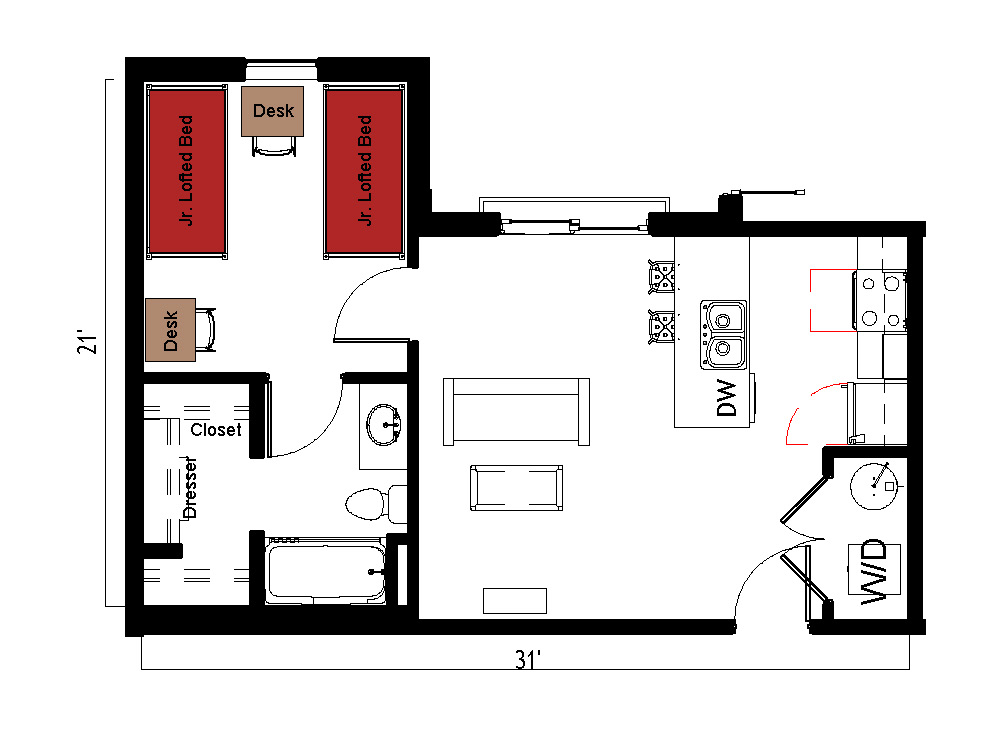 Desk
Jr. Lofted Bed
Jr. Lofted Bed
Desk
21'
DW
Closet
Dresser
W/D
31'